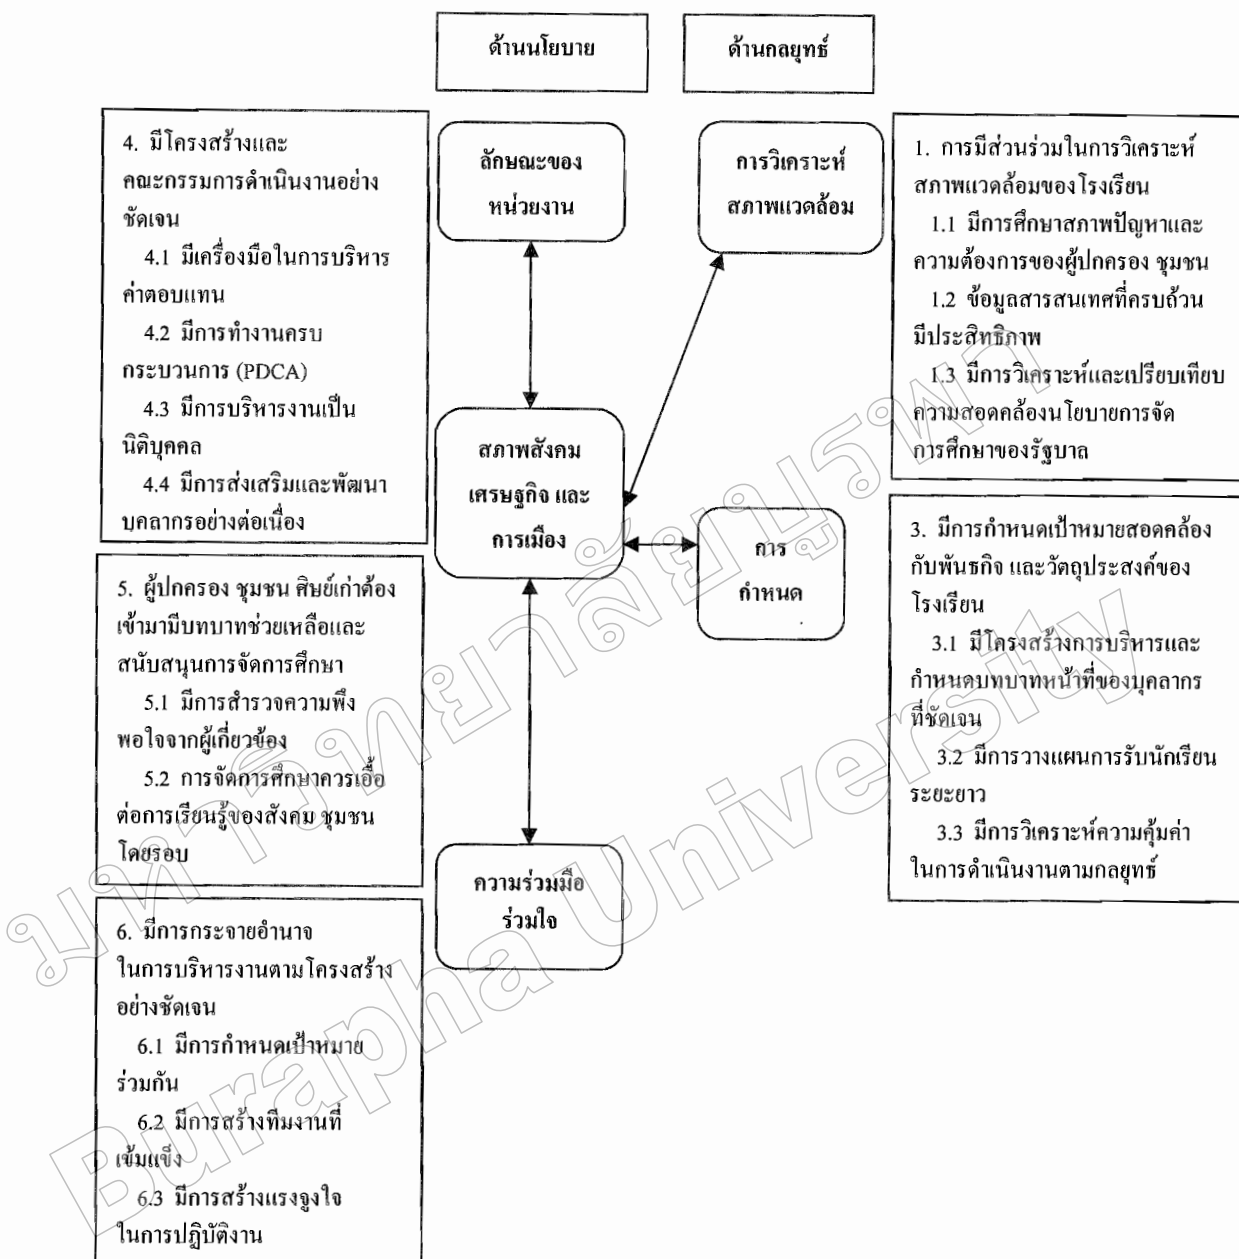 ด้านนโยบาย
ด้านกลยุทธ์
4. มีโครงสร้างและ
คณะกรรมการดำเนินงานอย่าง
ชัดเจน
4.1 มีเครื่องมือในการบริหาร
ค่าตอบแทน
4.2 มีการทำงานครบ
กระบวนการ (PDCA)
4.3 มีการบริหารงานเป็น
นิติบุคคล
4.4 มีการส่งเสริมและพัฒนา
บุคลากรอย่างต่อเนื่อง
5. ผู้ปกครอง ชุมชน ศิษย์เก่าต้อง
เข้ามามีบทบาทช่วยเหลือและ
สนับสนุนการจัดการศึกษา
5.1 มีการสำรวจความพึง
พอใจจากผู้เกี่ยวข้อง
5.2 การจัดการศึกษาควรเอื้อ
ต่อการเรียนรู้ของสังคม ชุมชน
โดยรอบ
6. มีการกระจายอำนาจ
ในการบริหารงานตามโครงสร้าง
อย่างชัดเจน
6.1 มีการกำหนดเป้าหมาย
ร่วมกัน
6.2 มีการสร้างทีมงานที่
เข้มแข็ง
6.3 มีการสร้างแรงจูงใจ
ในการปฏิบัติงาน
ลักษณะของ
หน่วยงาน
สภาพสังคม
เศรษฐกิจ และ
การเมือง
ความร่วมมือ
ร่วมใจ
การวิเคราะห์
สภาพแวดล้อม
การ
กำหนด
1. การมีส่วนร่วมในการวิเคราะห์
สภาพแวดล้อมของโรงเรียน
1.1 มีการศึกษาสภาพปัญหาและ
ความต้องการของผู้ปกครอง ชุมชน
1.2 ข้อมูลสารสนเทศที่ครบถ้วน
มีประสิทธิภาพ
1.3 มีการวิเคราะห์และเปรียบเทียบ
ความสอดคล้องนโยบายการจัด
การศึกษาของรัฐบาล
3. มีการกำหนดเป้าหมายสอดคล้อง
กับพันธกิจ และวัตถุประสงค์ของ
โรงเรียน
3.1 มีโครงสร้างการบริหารและ
กำหนดบทบาทหน้าที่ของบุคลากร
ที่ชัดเจน
3.2 มีการวางแผนการรับนักเรียน
ระยะยาว
3.3 มีการวิเคราะห์ความคุ้มค่า
ในการดำเนินงานตามกลยุทธ์
มหาวิทยาลัยบูรพา
Burapha University